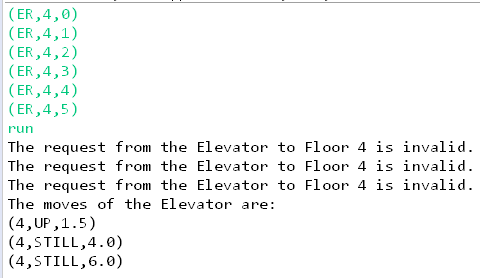 (ER,4,0)
(ER,4,1)
(ER,4,2)
(ER,4,3)
(ER,4,4)
(ER,4,5)
run
The request from the Elevator to Floor 4 is invalid.
The request from the Elevator to Floor 4 is invalid.
The request from the Elevator to Floor 4 is invalid.
The moves of the Elevator are:
(4,UP,1.5)
(4,STILL,4.0)
(4,STILL,6.0)